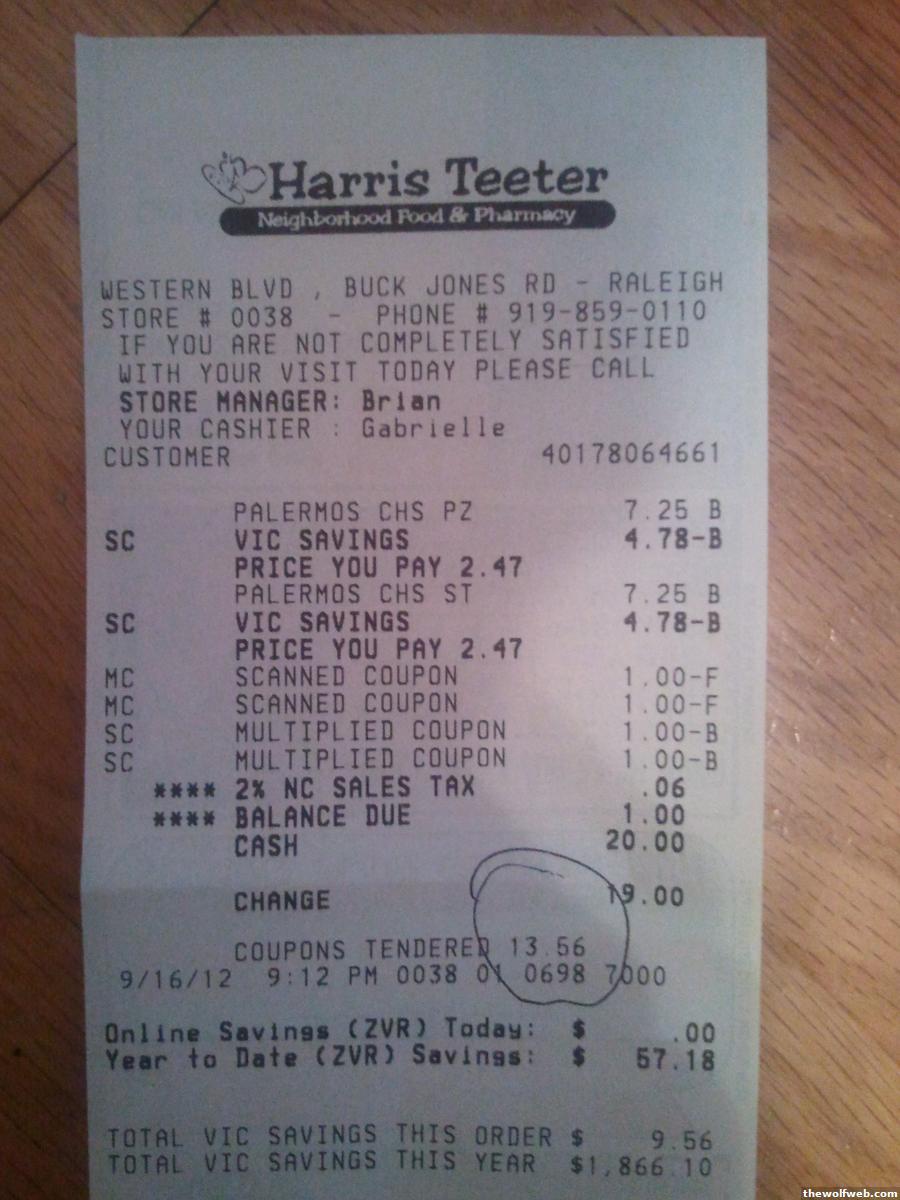 Harris Teeter
Neighborhood Food & Pharmacy
WESTERN BLVD , BUCK JONES RD - RALEIGH
STORE # 0038 - PHONE # 919-859-0110
IF YOU ARE NOT COMPLETELY SATISFIED
WITH YOUR VISIT TODAY PLEASE CALL
STORE MANAGER: Brian
YOUR CASHIER : Gabrielle
CUSTOMER 40178064661
PALERMOS CHS PZ 7.25 B
SC VIC SAVINGS 4.78-B
PRICE YOU PAY 2.47
PALERMOS CHS ST 7.25 B
SC VIC SAVINGS 4.78-B
PRICE YOU PAY 2.47
MC SCANNED COUPON 1.00-F
MC SCANNED COUPON 1.00-F
SC MULTIPLIED COUPON 1.00-B
SC MULTIPLIED COUPON 1.00-B
**** 2% NC SALES TAX .06
**** BALANCE DUE 1.00
CASH 20.00
CHANGE 19.00
COUPONS TENDERED 13.56
9/16/12 9:12 PM 0038 01 0698 7000
Online Savings (ZVR) Today: $ .00
Year to Date (ZVR) Savings: $ 57.18
TOTAL VIC SAVINGS THIS ORDER $ 9.56
TOTAL VIC SAVINGS THIS YEAR $1,866.10
thewolfweb.com